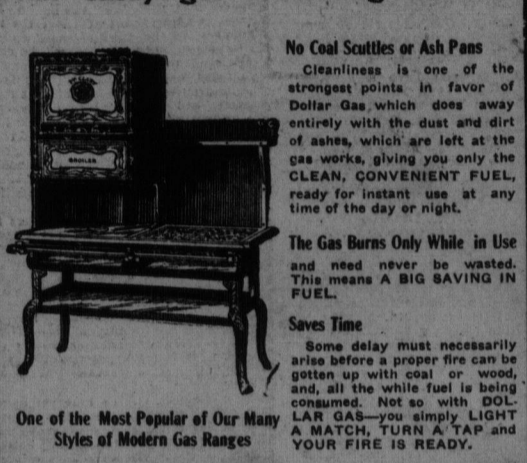 No Coal Scuttles or Ash Pans
Cleanliness is one of the
strongest points in favor of
Dollar Gas, which does away
entirely with the dust and dirt
of ashes, which are left at the
gas works, giving you only the
CLEAN, CONVENIENT FUEL,
ready for instant use at any
time of the day or night.
The Gas Burns Only While in Use
and need never be wasted.
This means A BIG SAVING IN
FUEL.
Saves Time
Some delay must necessarily
arise before a proper fire can be
gotten up with coal or wood,
and, all the while fuel is being
consumed. Not so with DOL-
LAR GAS—you simply LIGHT
A MATCH, TURN A TAP and
YOUR FIRE IS READY.
BROILER
One of the Most Popular of Our Many
Styles of Modern Gas Ranges